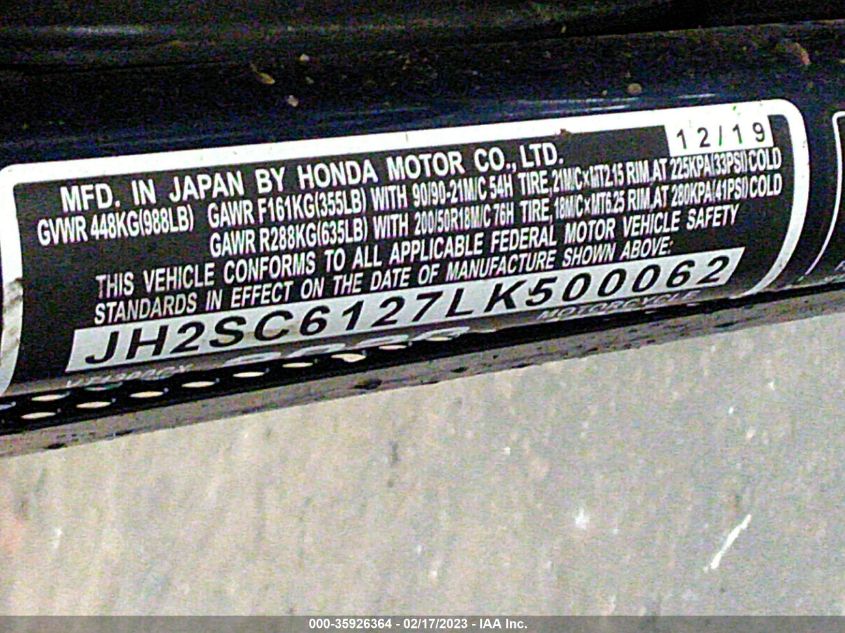 12/19
MFD. IN JAPAN BY HONDA MOTOR CO., LTD.
GVWR 448KG(988LB) GAWR F161KG(355LB) WITH 90/90-21M/C 54H TIRE,21M/C×MT2.15 RIM,AT 225KPA(33PSI)COLD
GAWR R288KG(635LB) WITH 200/50R18M/C 76H TIRE,18M/C×MT6.25 RIM,AT 280KPA(41PSI)COLD
THIS VEHICLE CONFORMS TO ALL APPLICABLE FEDERAL MOTOR VEHICLE SAFETY
STANDARDS IN EFFECT ON THE DATE OF MANUFACTURE SHOWN ABOVE:
JH2SC6127LK500062
MOTORCYCLE
000-35926364 - 02/17/2023 - IAA Inc.